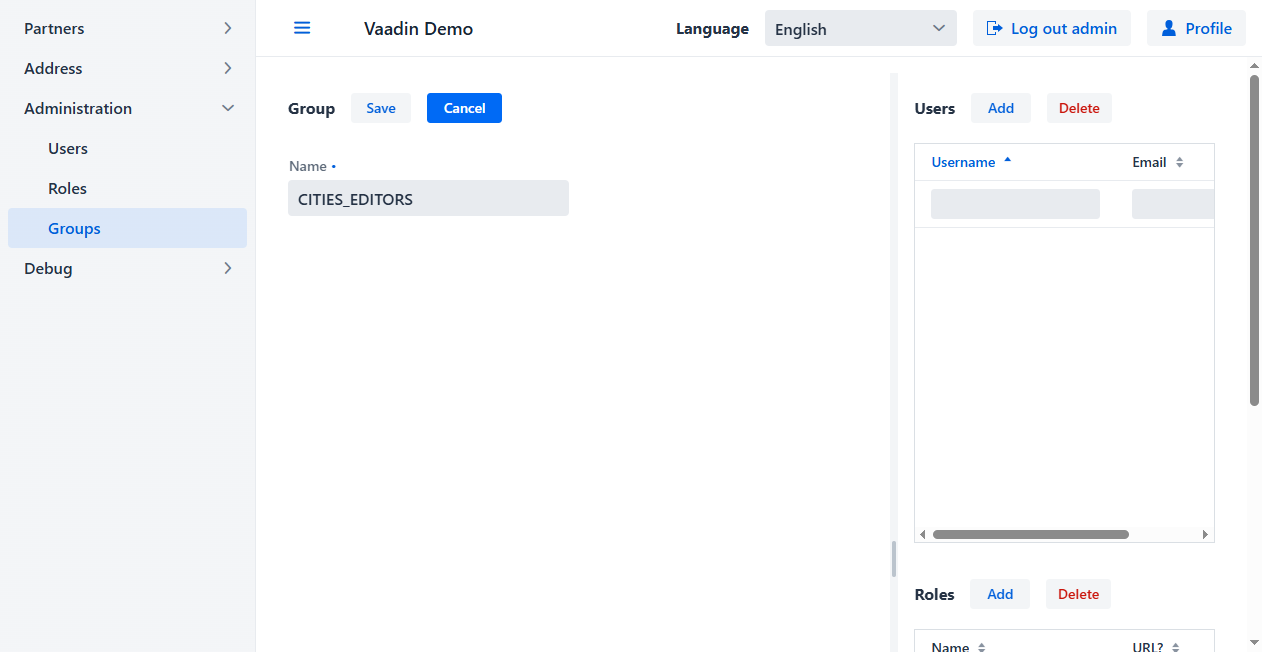 Partners
Address
Administration
Users
Roles
Groups
Debug
Vaadin Demo
Language
English
Log out admin
Profile
Group
Save
Cancel
Name •
CITIES_EDITORS
Users
Add
Delete
Username
Email
Roles
Add
Delete
Name
URL?